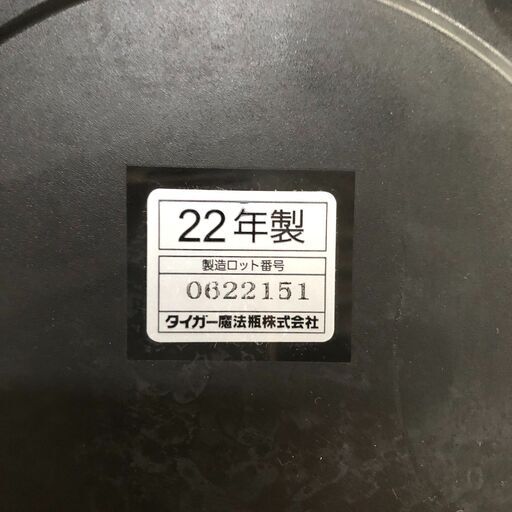 22年製
製造ロット番号
0622151
タイガー魔法瓶株式会社